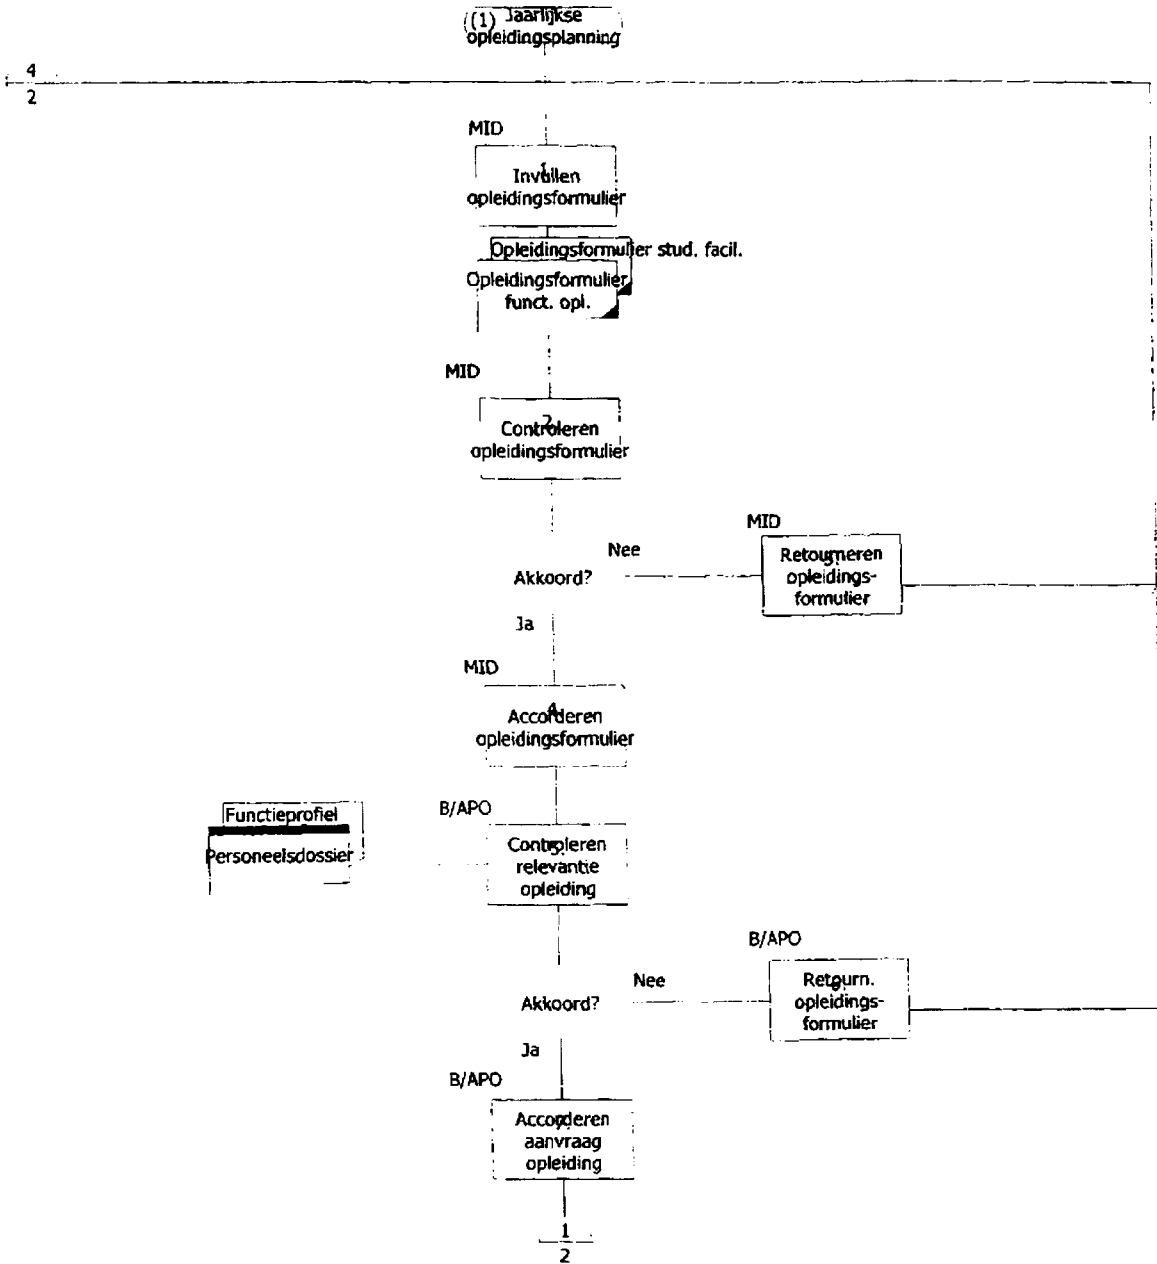 (1) Jaarlijkse
opleidingsplanning
4
2
MID
1
Invullen
opleidingsformulier
Opleidingsformulier stud. facil.
Opleidingsformulier
funct. opl.
MID
2
Controleren
opleidingsformulier
MID
Nee
Retourneren
opleidings-
formulier
Akkoord?
Ja
MID
4
Accorderen
opleidingsformulier
B/APO
Functieprofiel
Personeelsdossier
5
Controleren
relevantie
opleiding
B/APO
Nee
Retourn.
opleidings-
formulier
Akkoord?
Ja
B/APO
Accorderen
aanvraag
opleiding
1
2